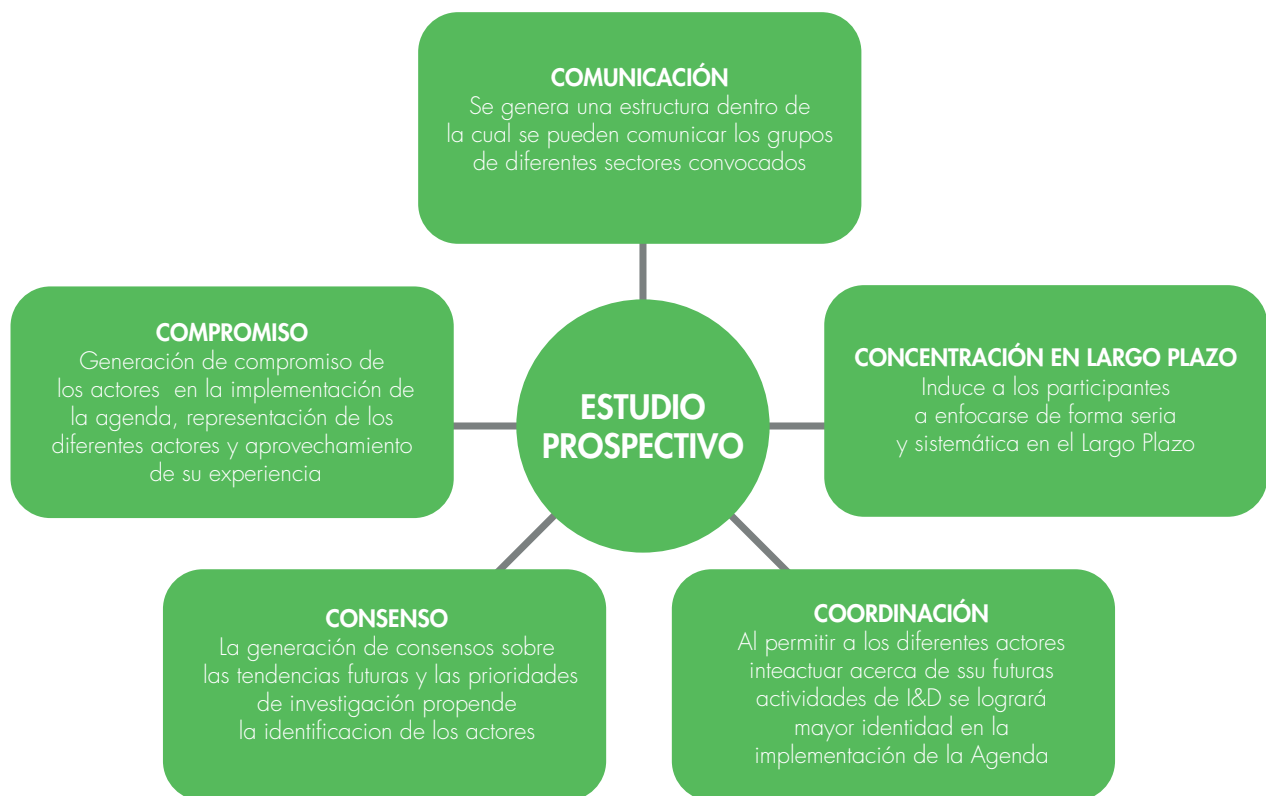 COMUNICACIÓN
Se genera una estructura dentro de
la cual se pueden comunicar los grupos
de diferentes sectores convocados
COMPROMISO
Generación de compromiso de
los actores en la implementación de
la agenda, representación de los
diferentes actores y aprovechamiento
de su experiencia
ESTUDIO
PROSPECTIVO
CONCENTRACIÓN EN LARGO PLAZO
Induce a los participantes
a enfocarse de forma seria
y sistemática en el Largo Plazo
CONSENSO
La generación de consensos sobre
las tendencias futuras y las prioridades
de investigación propende
la identificacion de los actores
COORDINACIÓN
Al permitir a los diferentes actores
inteactuar acerca de ssu futuras
actividades de I&D se logrará
mayor identidad en la
implementación de la Agenda